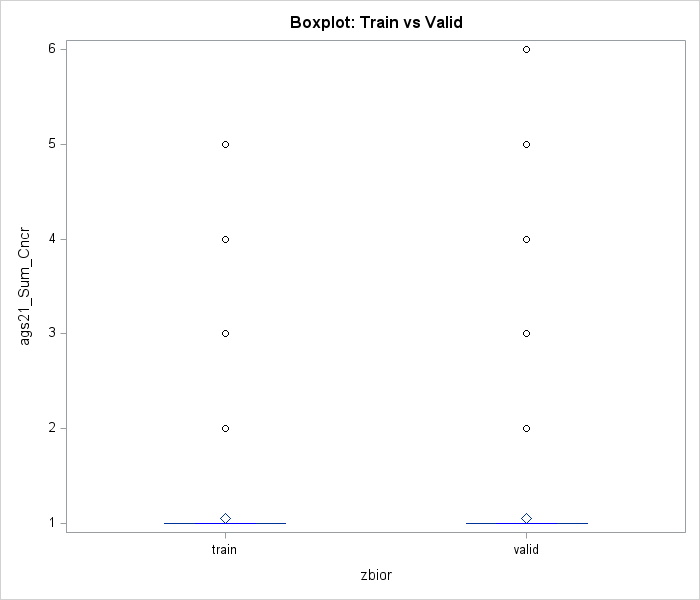 Boxplot: Train vs Valid
6
5
4
3
2
1
ags21_Sum_Cncr
train
valid
zbior